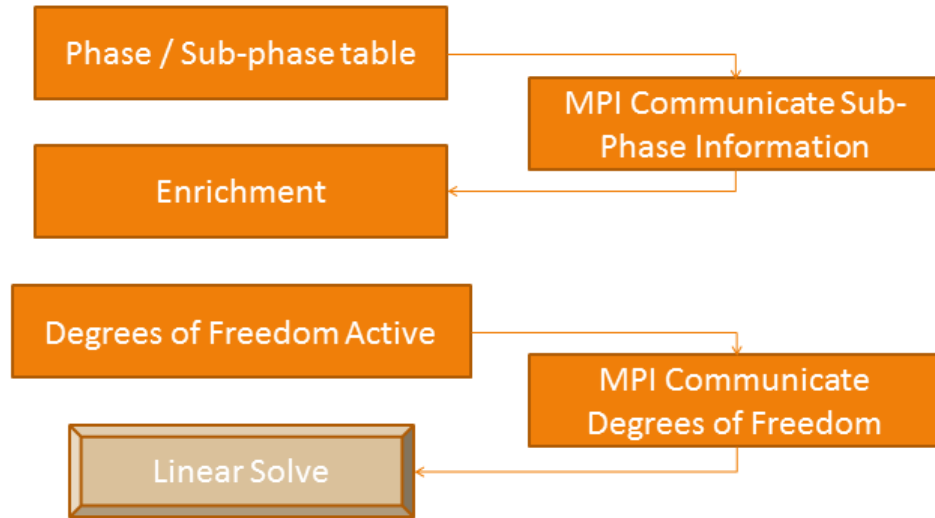 Phase / Sub-phase table
MPI Communicate Sub-
Phase Information
Enrichment
Degrees of Freedom Active
MPI Communicate
Degrees of Freedom
Linear Solve